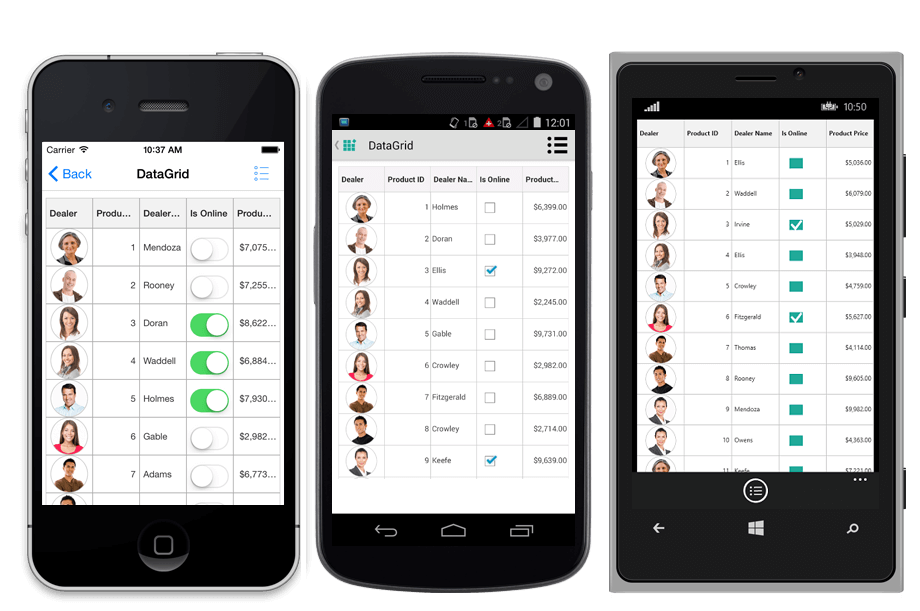 Carrier 10:37 AM
Back DataGrid
Dealer Produ... Dealer... Is Online Produ...
1 Mendoza $7,075...
2 Rooney $7,255...
3 Doran $8,622...
4 Waddell $6,884...
5 Holmes $7,930...
6 Gable $2,982...
7 Adams $6,773...
1 2 12:01
DataGrid
Dealer Product ID Dealer Na... Is Online Product...
1 Holmes $6,399.00
2 Doran $3,977.00
3 Ellis $9,272.00
4 Waddell $2,245.00
5 Gable $9,731.00
6 Crowley $2,982.00
7 Fitzgerald $6,889.00
8 Crowley $2,714.00
9 Keefe $9,639.00
10:50
Dealer Product ID Dealer Name Is Online Product Price
1 Ellis $5,036.00
2 Waddell $6,079.00
3 Irvine $5,029.00
4 Ellis $3,948.00
5 Crowley $4,759.00
6 Fitzgerald $5,627.00
7 Thomas $4,114.00
8 Rooney $9,605.00
9 Mendoza $9,982.00
10 Owens $4,363.00
11 Keefe $7,221.00